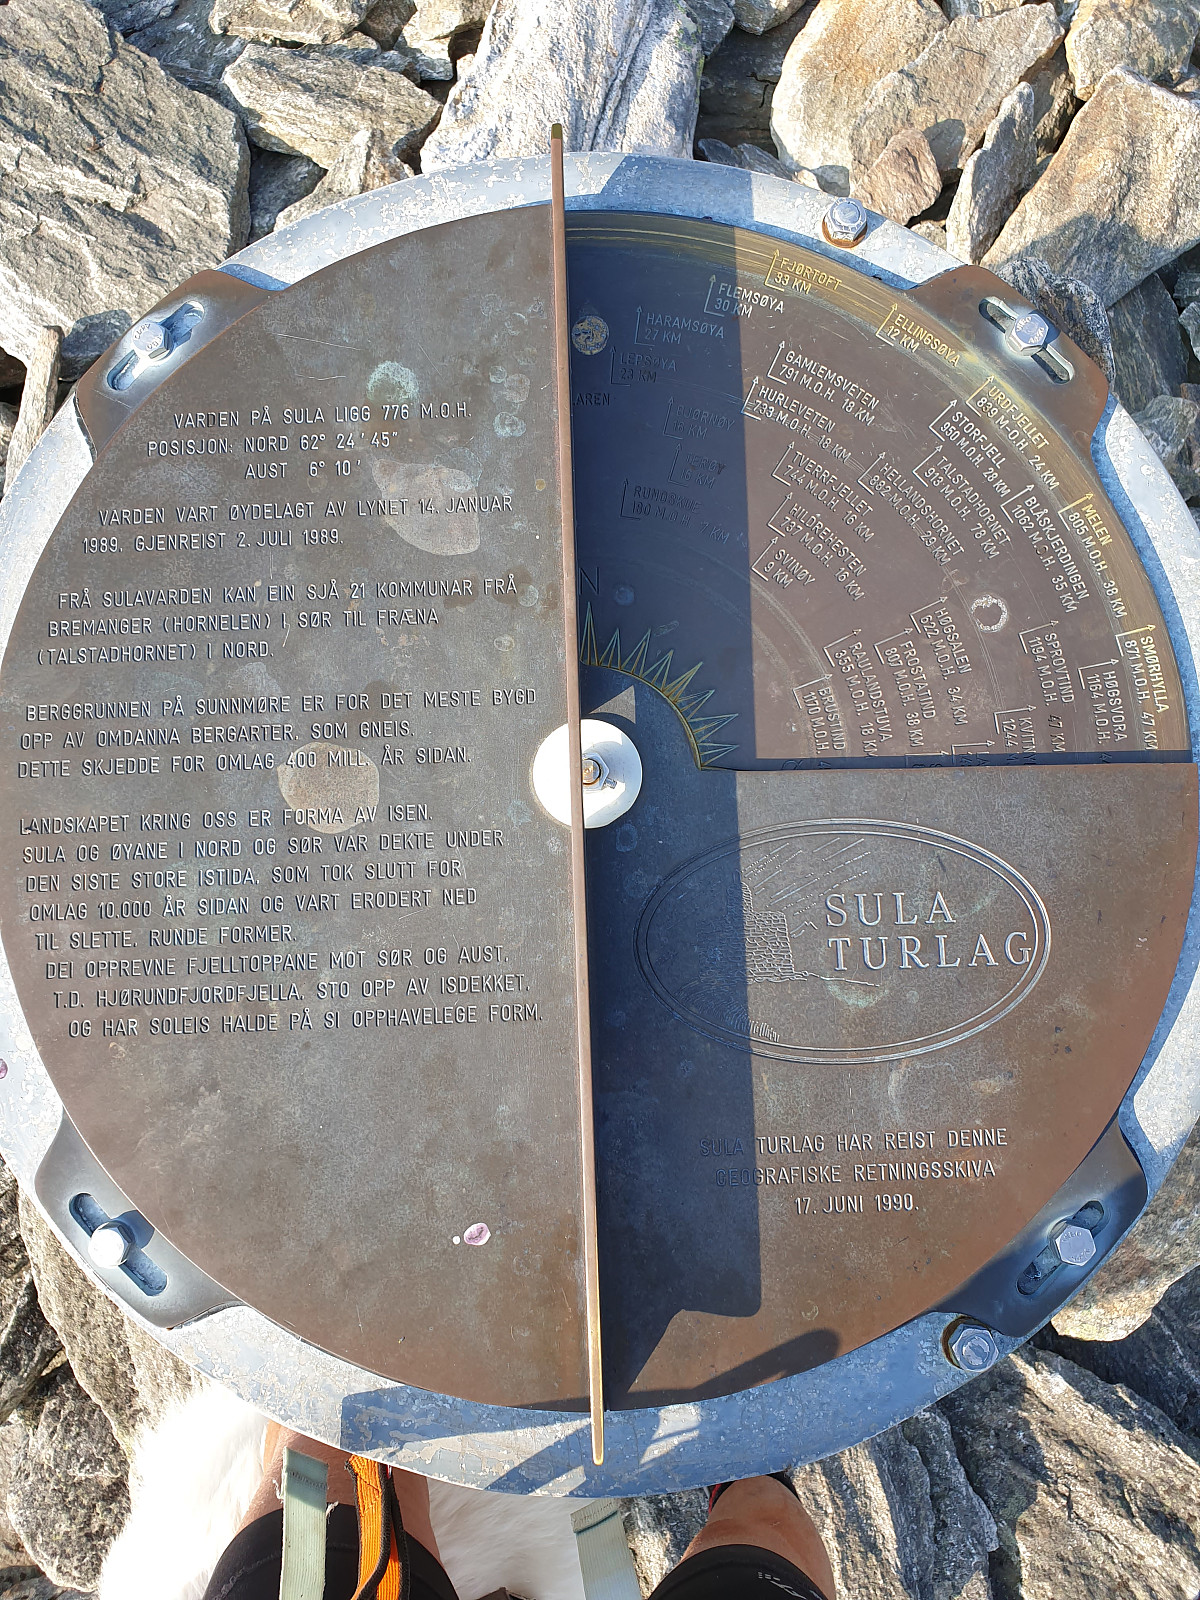 VARDEN PÅ SULA LIGG 776 M.O.H.
POSISJON: NORD 62° 24' 45"
AUST 6° 10'
VARDEN VART ØYDELAGT AV LYNET 14. JANUAR
1989. GJENREIST 2. JULI 1989.
FRÅ SULAVARDEN KAN EIN SJÅ 21 KOMMUNAR FRÅ
BREMANGER (HORNELEN) I SØR TIL FRÆNA
(TALSTADHORNET) I NORD.
BERGGRUNNEN PÅ SUNNMØRE ER FOR DET MESTE BYGD
OPP AV OMDANNA BERGARTER, SOM GNEIS.
DETTE SKJEDDE FOR OMLAG 400 MILL. ÅR SIDAN.
LANDSKAPET KRING OSS ER FORMA AV ISEN.
SULA OG ØYANE I NORD OG SØR VAR DEKTE UNDER
DEN SISTE STORE ISTIDA, SOM TOK SLUTT FOR
OMLAG 10.000 ÅR SIDAN OG VART ERODERT NED
TIL SLETTE, RUNDE FORMER.
DEI OPPREVNE FJELLTOPPANE MOT SØR OG AUST,
T.D. HJØRUNDFJORDFJELLA, STO OPP AV ISDEKKET,
OG HAR SOLEIS HALDE PÅ SI OPPHAVELEGE FORM.
FJØRTOFT
33 KM
FLEMSØYA
30 KM
HARAMSØYA
27 KM
LEPSØYA
23 KM
ELLINGSØYA
12 KM
GAMLEMSVETEN
791 M.O.H. 18 KM
HURLEVETEN
733 M.O.H. 18 KM
URDFJELLET
839 M.O.H. 24 KM
STORFJELL
950 M.O.H. 28 KM
TALSTADHORNET
913 M.O.H. 78 KM
HELLANDSHORNET
882 M.O.H. 29 KM
TVERRFJELLET
744 M.O.H. 16 KM
HILDREHESTEN
737 M.O.H. 16 KM
SVINØY
9 KM
BLÅSKJERDINGEN
1062 M.O.H. 35 KM
MELEN
805 M.O.H. 38 KM
SMØRHYLLA
871 M.O.H. 47 KM
HØGSVORA
1164 M.O.H.
SPROVTIND
1194 M.O.H. 47 KM
HØGSALEN
622 M.O.H. 34 KM
FROSTATIND
807 M.O.H. 38 KM
RAUDLANDSTUVA
355 M.O.H. 18 K
BRUSTIND
1170 M.O.H.
1244
N
SULA
TURLAG
SULA TURLAG HAR REIST DENNE
GEOGRAFISKE RETNINGSSKIVA
17. JUNI 1990.